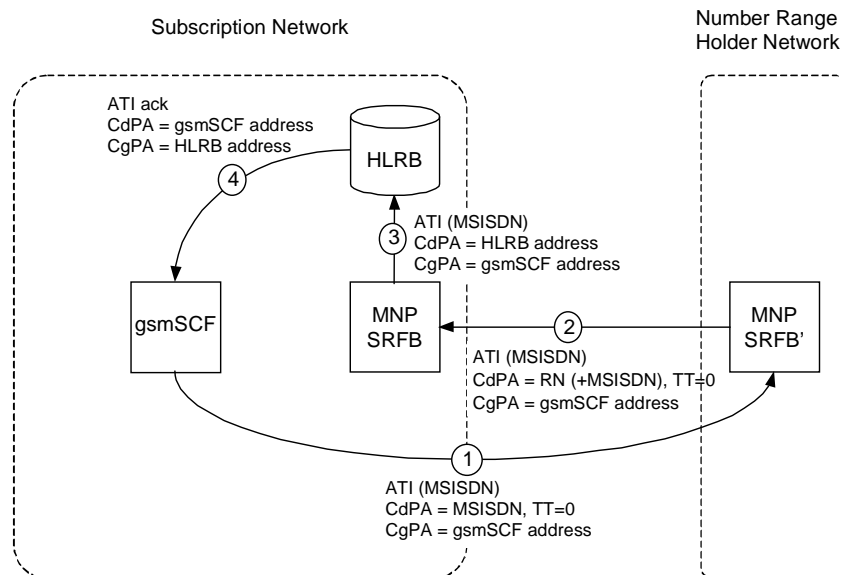 Subscription Network
Number Range
Holder Network
ATI ack
CdPA = gsmSCF address
CgPA = HLRB address
4
HLRB
3
ATI (MSISDN)
CdPA = HLRB address
CgPA = gsmSCF address
gsmSCF
MNP
SRFB
2
MNP
SRFB'
ATI (MSISDN)
CdPA = RN (+MSISDN), TT=0
CgPA = gsmSCF address
1
ATI (MSISDN)
CdPA = MSISDN, TT=0
CgPA = gsmSCF address